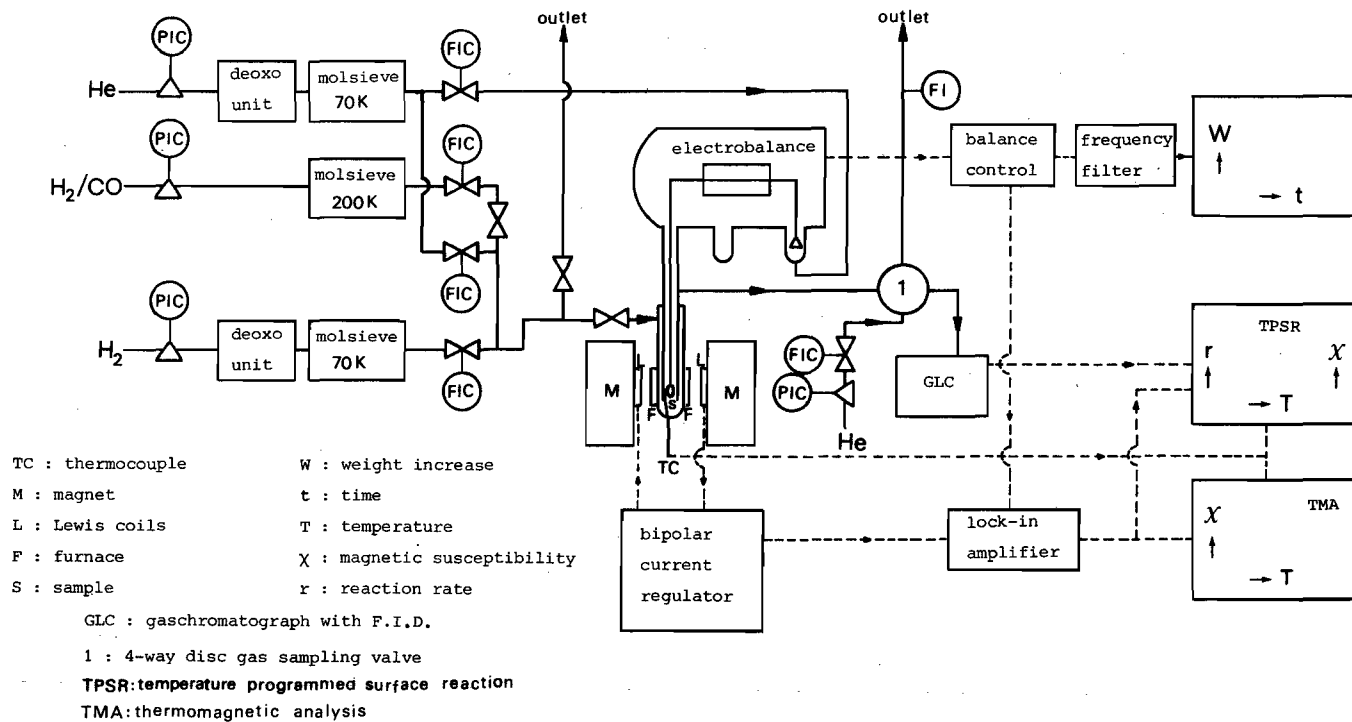 outlet
outlet
PIC
FIC
He
deoxo
unit
molsieve
70K
FI
PIC
FIC
electrobalance
balance
control
frequency
filter
W
t
H₂/CO
molsieve
200K
FIC
1
PIC
H₂
deoxo
unit
molsieve
70K
FIC
M
L
L
M
S
F
F
TC
FIC
PIC
He
GLC
TPSR
r
χ
T
bipolar
current
regulator
lock-in
amplifier
TMA
χ
T
TC : thermocouple
M : magnet
L : Lewis coils
F : furnace
S : sample
W : weight increase
t : time
T : temperature
χ : magnetic susceptibility
r : reaction rate
GLC : gaschromatograph with F.I.D.
1 : 4-way disc gas sampling valve
TPSR:temperature programmed surface reaction
TMA:thermomagnetic analysis